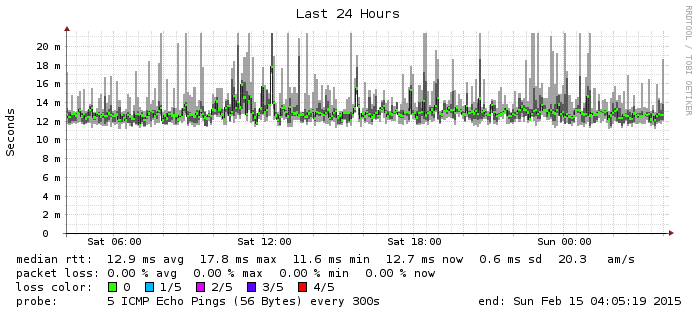 Last 24 Hours
RRDTOOL / TOBI OETIKER
Seconds
20 m
18 m
16 m
14 m
12 m
10 m
8 m
6 m
4 m
2 m
0
Sat 06:00 Sat 12:00 Sat 18:00 Sun 00:00
median rtt: 12.9 ms avg 17.8 ms max 11.6 ms min 12.7 ms now 0.6 ms sd 20.3 am/s
packet loss: 0.00 % avg 0.00 % max 0.00 % min 0.00 % now
loss color: 0 1/5 2/5 3/5 4/5
probe: 5 ICMP Echo Pings (56 Bytes) every 300s end: Sun Feb 15 04:05:19 2015